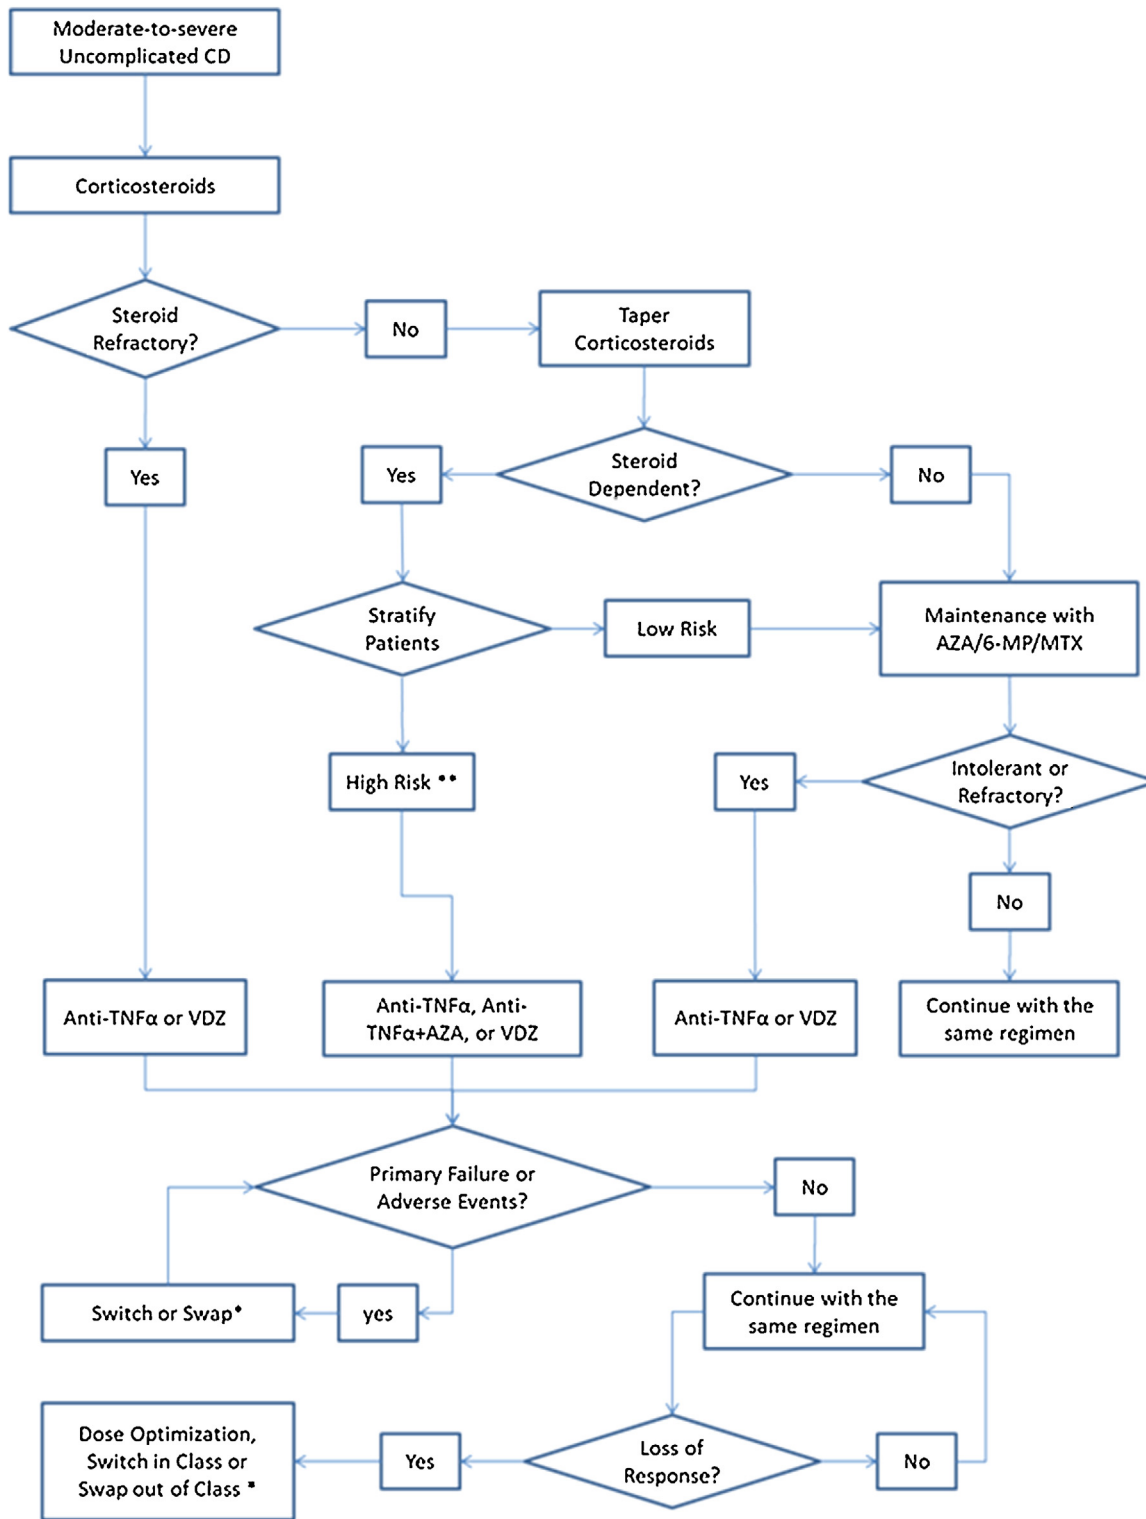 Moderate-to-severe
Uncomplicated CD
Corticosteroids
Steroid
Refractory?
No
Taper
Corticosteroids
Yes
Yes
Steroid
Dependent?
No
Stratify
Patients
Low Risk
Maintenance with
AZA/6-MP/MTX
High Risk **
Yes
Intolerant or
Refractory?
No
Anti-TNFα or VDZ
Anti-TNFα, Anti-
TNFα+AZA, or VDZ
Anti-TNFα or VDZ
Continue with the
same regimen
Primary Failure or
Adverse Events?
No
Switch or Swap*
yes
Continue with the
same regimen
Dose Optimization,
Switch in Class or
Swap out of Class *
Yes
Loss of
Response?
No